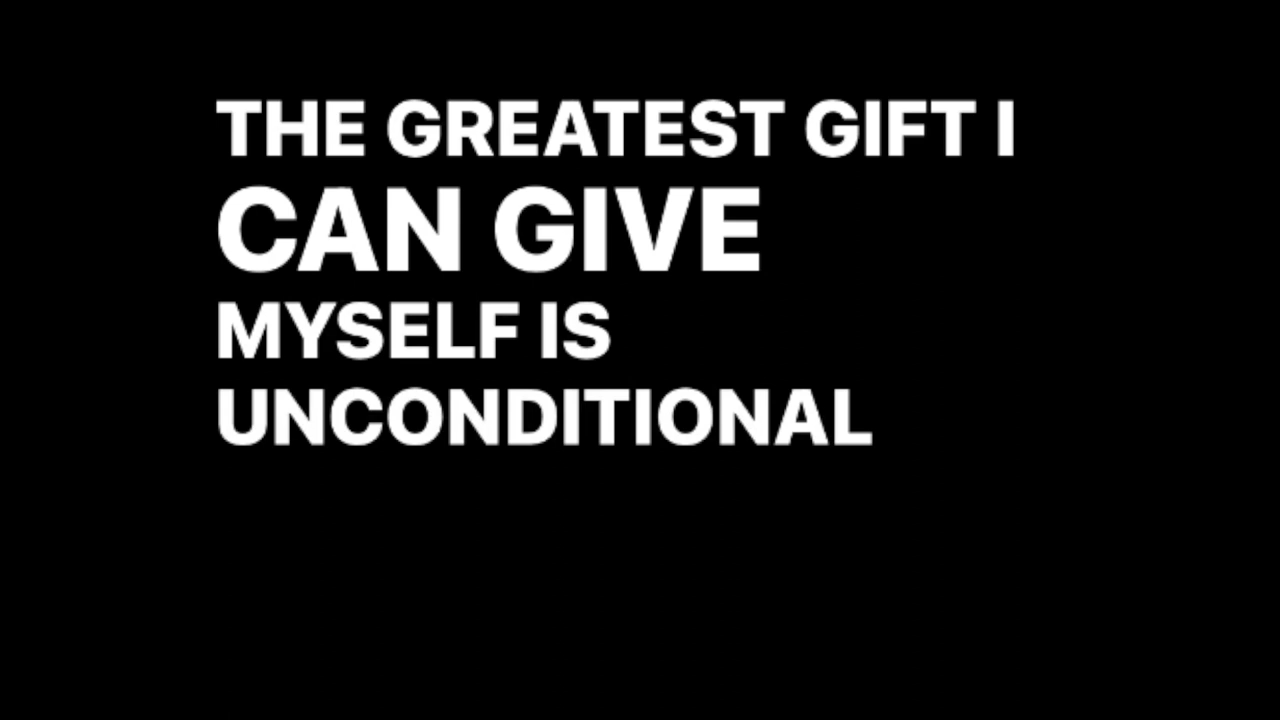 THE GREATEST GIFT I
CAN GIVE
MYSELF IS
UNCONDITIONAL